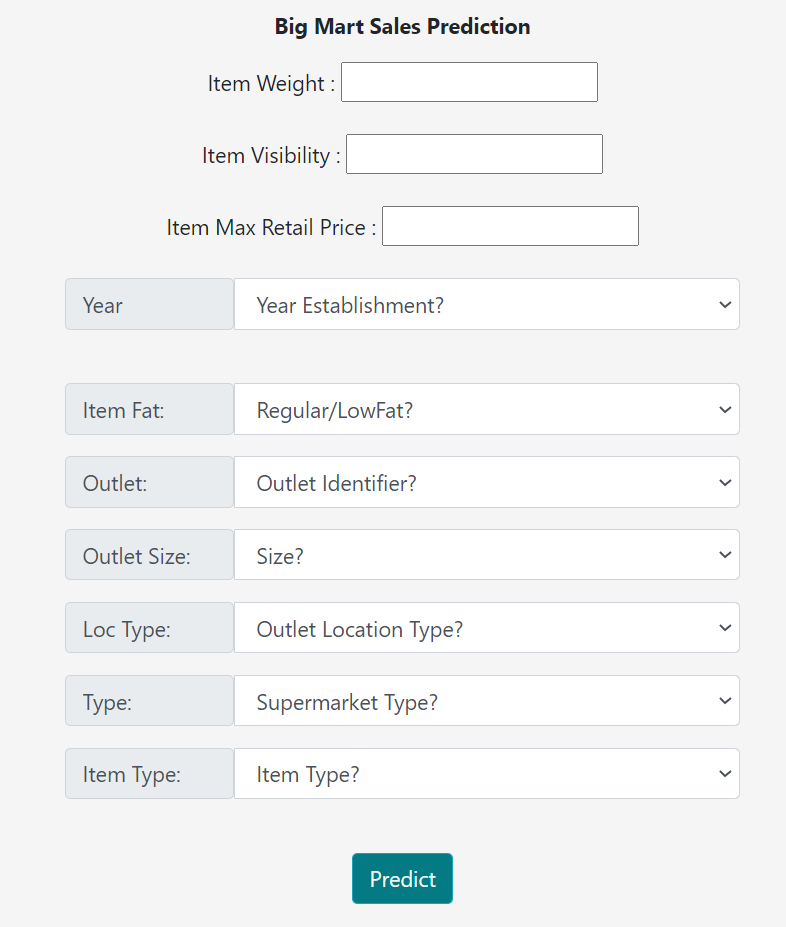 Big Mart Sales Prediction
Item Weight :
Item Visibility :
Item Max Retail Price :
Year Year Establishment?
Item Fat: Regular/LowFat?
Outlet: Outlet Identifier?
Outlet Size: Size?
Loc Type: Outlet Location Type?
Type: Supermarket Type?
Item Type: Item Type?
Predict